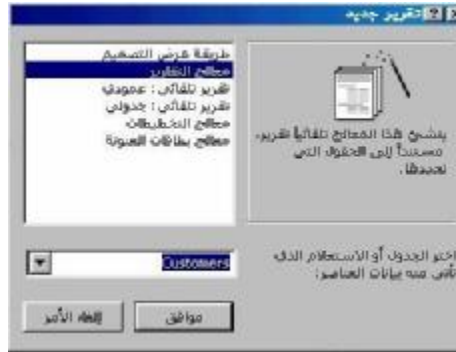 تقرير جديد
طريقة عرض التصميم
معالج التقارير
تقرير تلقائي: عمودي
تقرير تلقائي: جدولي
معالج التخطيطات
معالج بطاقات العنونة
ينشئ هذا المعالج تلقائياً تقرير،
مستنداً إلى الحقول التي
تحددها.
اختر الجدول أو الاستعلام الذي
تأتي منه بيانات العناصر:
Customers
موافق
إلغاء الأمر